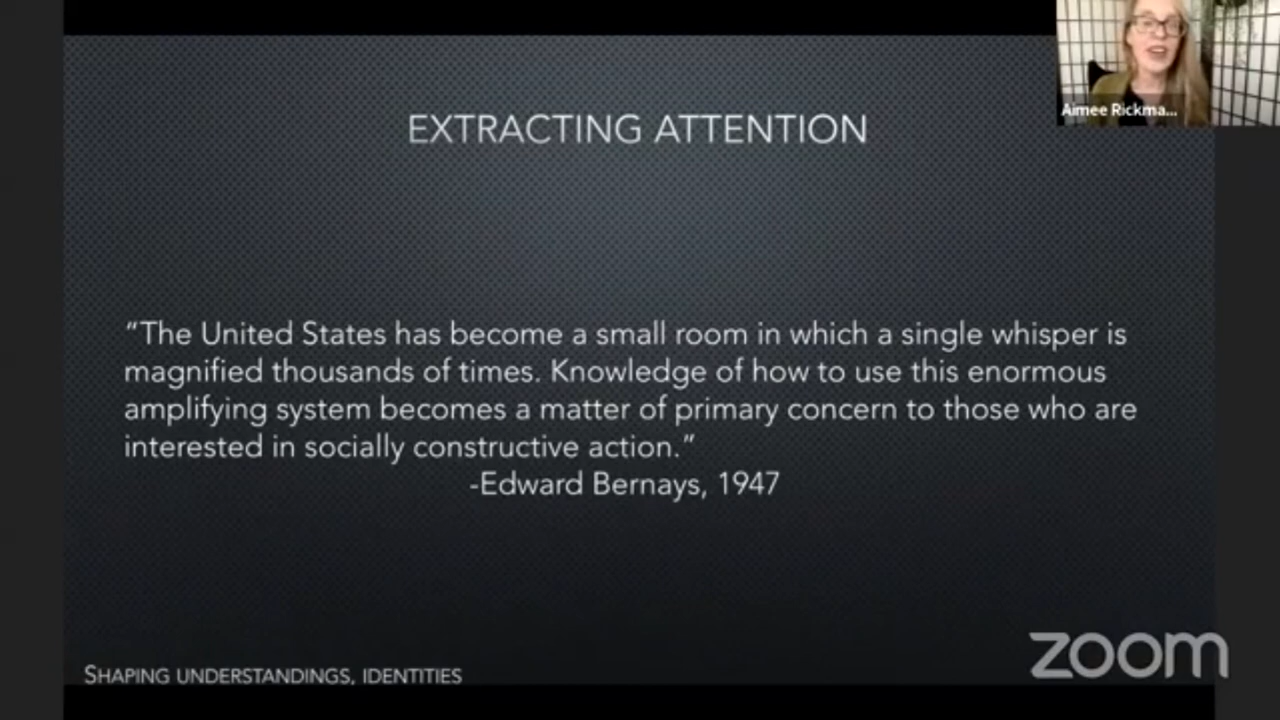 EXTRACTING ATTENTION
Aimee Rickma...
“The United States has become a small room in which a single whisper is
magnified thousands of times. Knowledge of how to use this enormous
amplifying system becomes a matter of primary concern to those who are
interested in socially constructive action.”
-Edward Bernays, 1947
SHAPING UNDERSTANDINGS, IDENTITIES
zoom